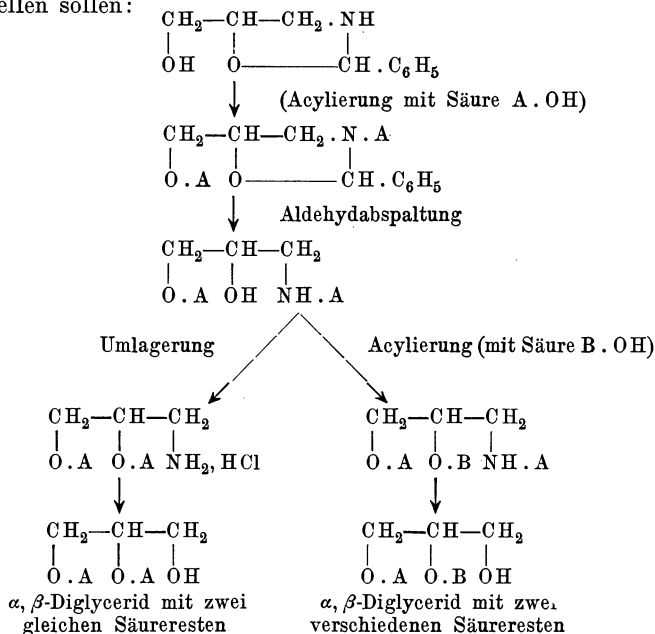 ellen sollen:
CH₂—CH—CH₂.NH
OH O———CH.C₆H₅
(Acylierung mit Säure A.OH)
CH₂—CH—CH₂.N.A
O.A O———CH.C₆H₅
Aldehydabspaltung
CH₂—CH—CH₂
O.A OH NH.A
Umlagerung Acylierung (mit Säure B.OH)
CH₂—CH—CH₂ CH₂—CH—CH₂
O.A O.A NH₂, HCl O.A O.B NH.A
CH₂—CH—CH₂ CH₂—CH—CH₂
O.A O.A OH O.A O.B OH
α, β-Diglycerid mit zwei α, β-Diglycerid mit zwei
gleichen Säureresten verschiedenen Säureresten